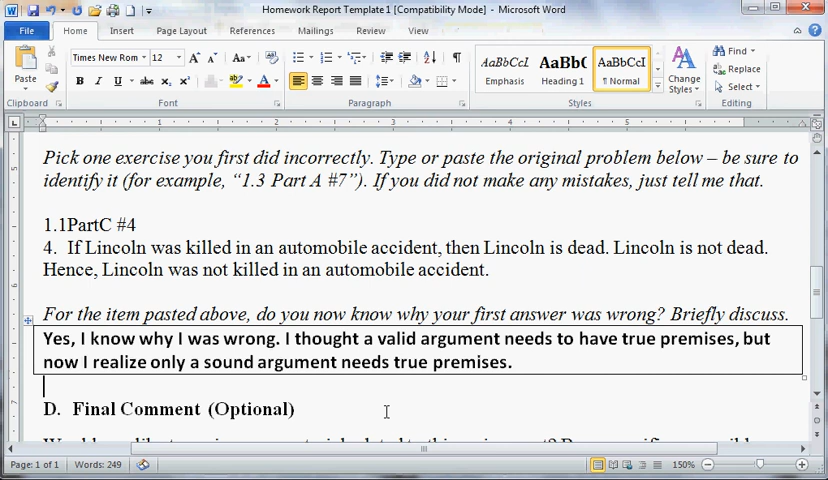 Homework Report Template1 [Compatibility Mode] - Microsoft Word
File Home Insert Page Layout References Mailings Review View
Paste
Clipboard
Times New Rom 12
Font
Paragraph
AaBbCcI AaBbC AaBbCcI
Emphasis Heading 1 ¶ Normal
Change Styles
Styles
Find
Replace
Select
Editing
Pick one exercise you first did incorrectly. Type or paste the original problem below – be sure to
identify it (for example, “1.3 Part A #7”). If you did not make any mistakes, just tell me that.
1.1PartC #4
4. If Lincoln was killed in an automobile accident, then Lincoln is dead. Lincoln is not dead.
Hence, Lincoln was not killed in an automobile accident.
For the item pasted above, do you now know why your first answer was wrong? Briefly discuss.
Yes, I know why I was wrong. I thought a valid argument needs to have true premises, but
now I realize only a sound argument needs true premises.
D. Final Comment (Optional)
Page: 1 of 1 Words: 249 150%